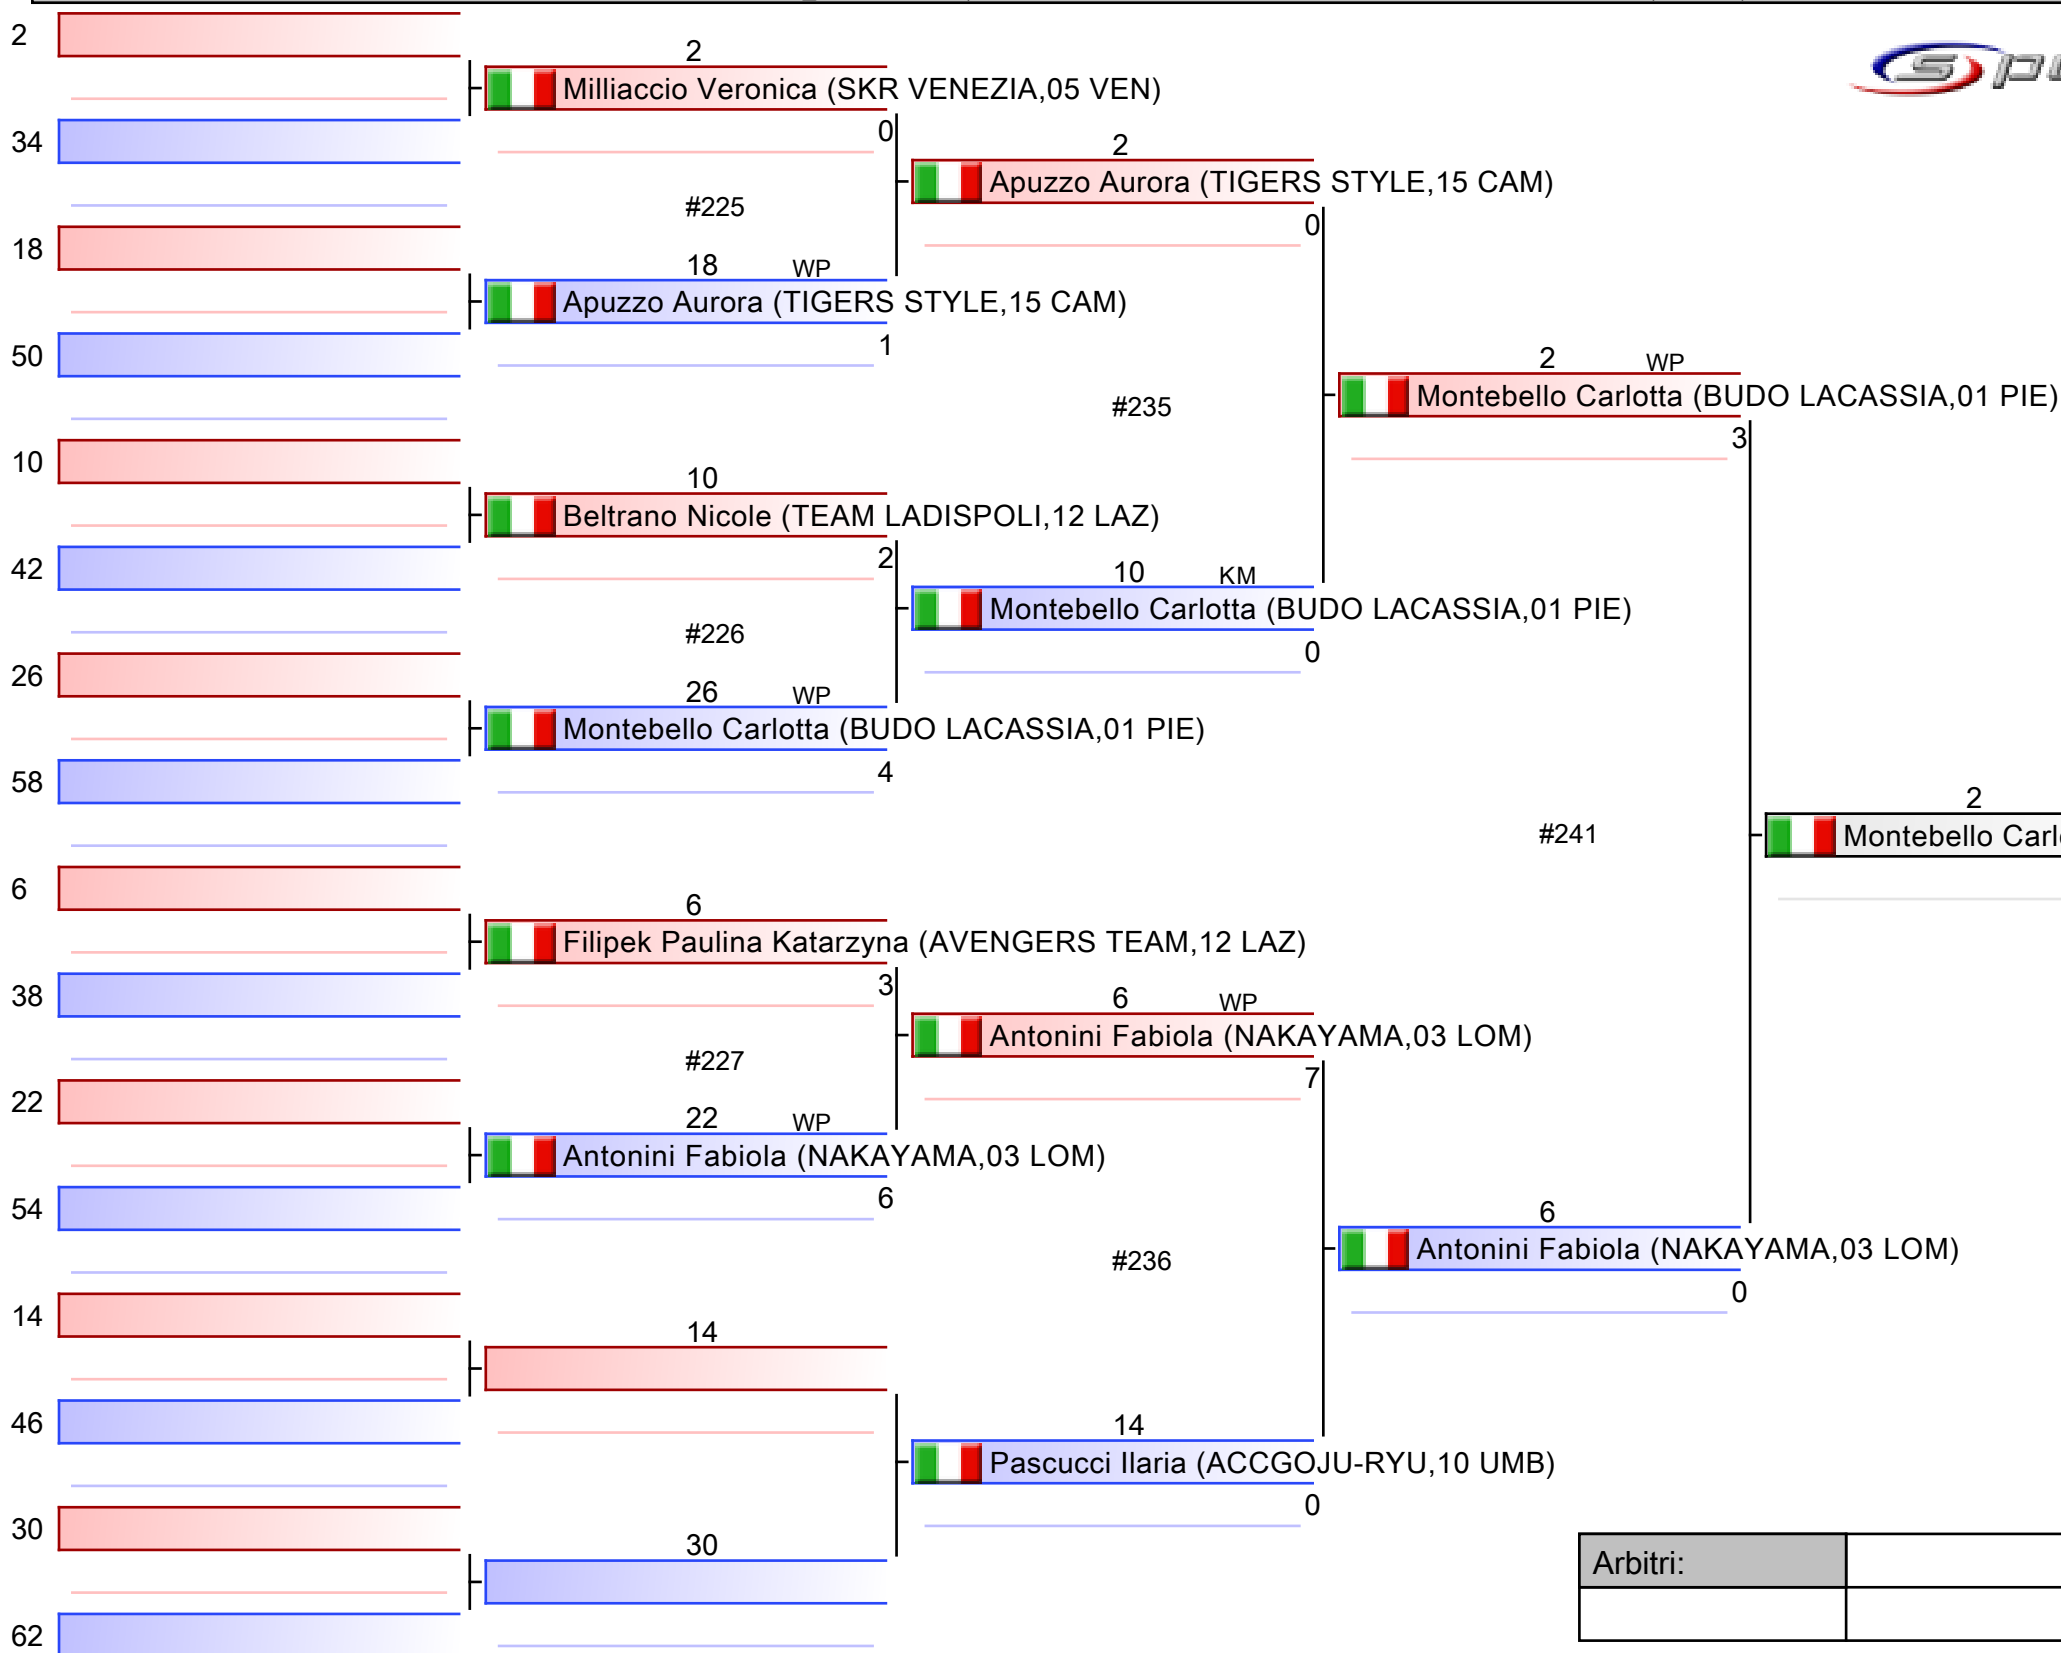 2
2
Milliaccio Veronica (SKR VENEZIA,05 VEN)
0
34
2
Apuzzo Aurora (TIGERS STYLE,15 CAM)
0
#225
18
18 WP
Apuzzo Aurora (TIGERS STYLE,15 CAM)
1
50
2 WP
Montebello Carlotta (BUDO LACASSIA,01 PIE)
3
#235
10
10
Beltrano Nicole (TEAM LADISPOLI,12 LAZ)
2
42
10 KM
Montebello Carlotta (BUDO LACASSIA,01 PIE)
0
#226
26
26 WP
Montebello Carlotta (BUDO LACASSIA,01 PIE)
4
58
2
#241
Montebello Carl
6
6
Filipek Paulina Katarzyna (AVENGERS TEAM,12 LAZ)
3
38
6 WP
Antonini Fabiola (NAKAYAMA,03 LOM)
7
#227
22
22 WP
Antonini Fabiola (NAKAYAMA,03 LOM)
6
54
6
Antonini Fabiola (NAKAYAMA,03 LOM)
0
#236
14
14
46
14
Pascucci Ilaria (ACCGOJU-RYU,10 UMB)
0
30
30
62
Arbitri: